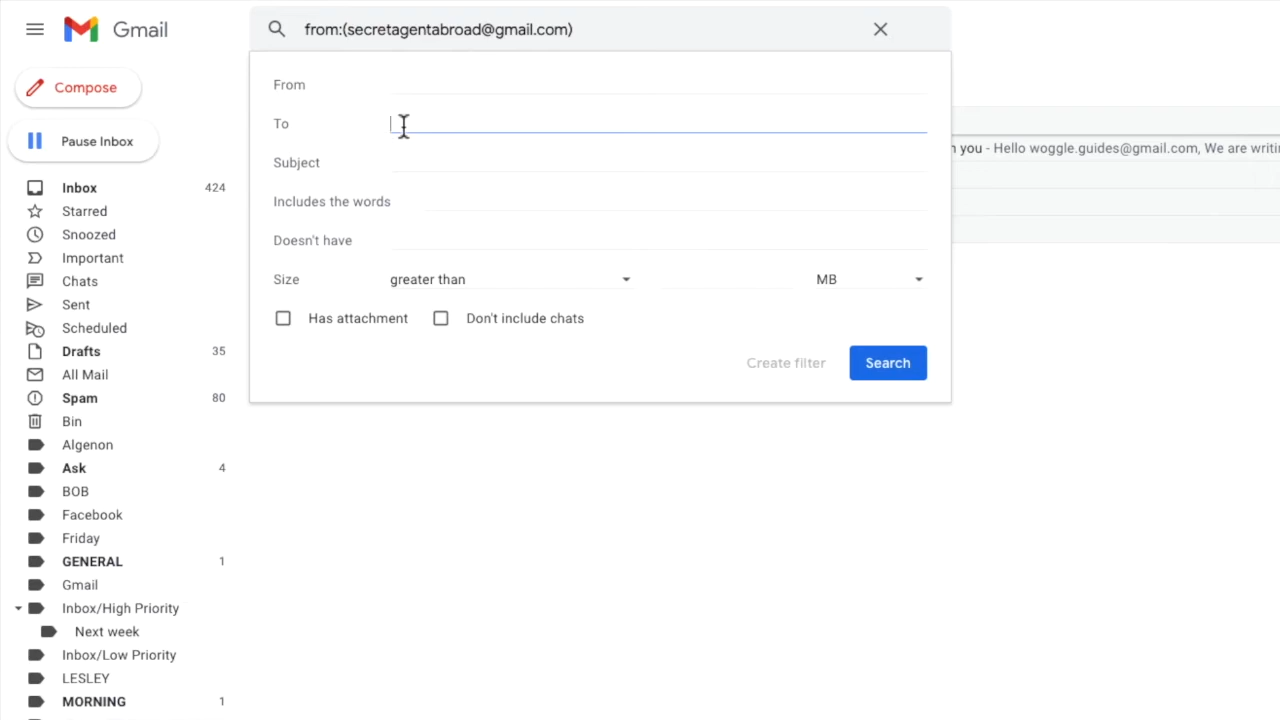 Gmail
from:(secretagentabroad@gmail.com)
Compose
Pause Inbox
Inbox 424
Starred
Snoozed
Important
Chats
Sent
Scheduled
Drafts 35
All Mail
Spam 80
Bin
Algenon
Ask 4
BOB
Facebook
Friday
GENERAL 1
Gmail
Inbox/High Priority
Next week
Inbox/Low Priority
LESLEY
MORNING 1
From
To
Subject
Includes the words
Doesn't have
Size greater than MB
Has attachment Don't include chats
Create filter Search
you - Hello woggle.guides@gmail.com, We are writi